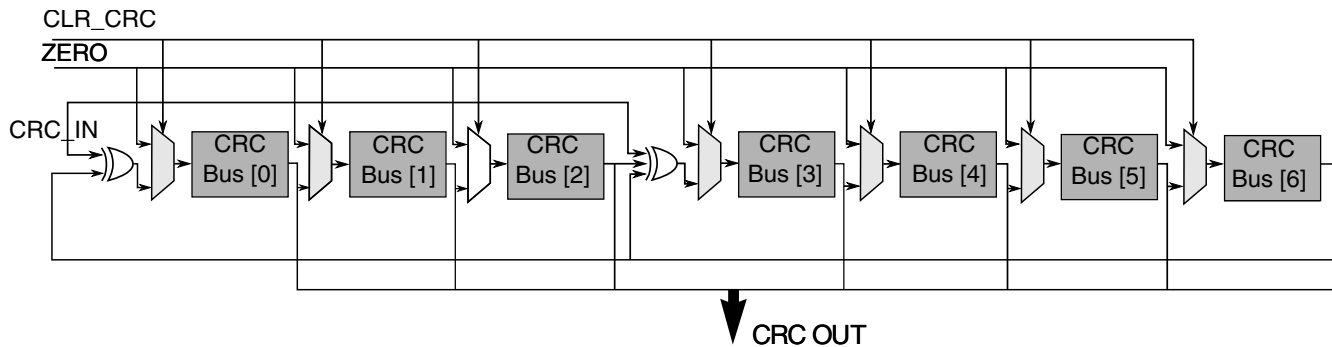 CLR_CRC
ZERO
CRC_IN
CRC
Bus [0]
CRC
Bus [1]
CRC
Bus [2]
CRC
Bus [3]
CRC
Bus [4]
CRC
Bus [5]
CRC
Bus [6]
CRC OUT